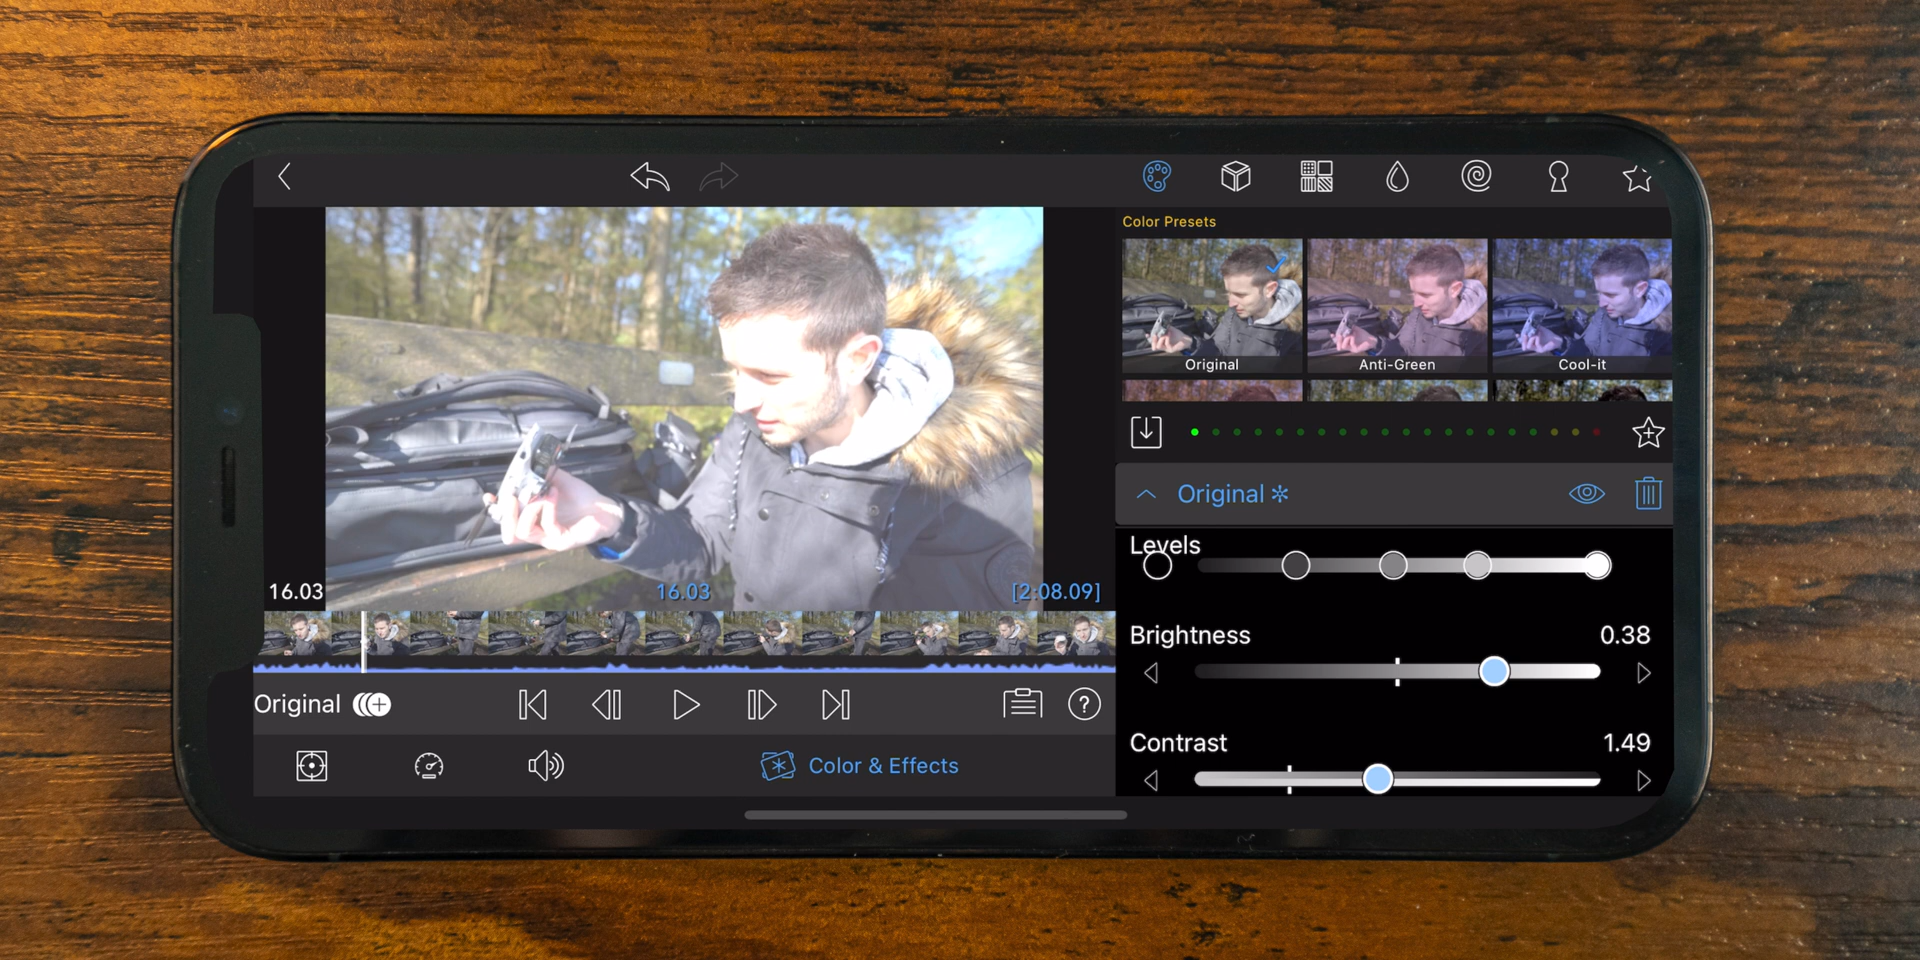 Color Presets
Original
Anti-Green
Cool-it
Original
Levels
Brightness 0.38
Contrast 1.49
16.03 16.03 [2:08.09]
Original
?
Color & Effects